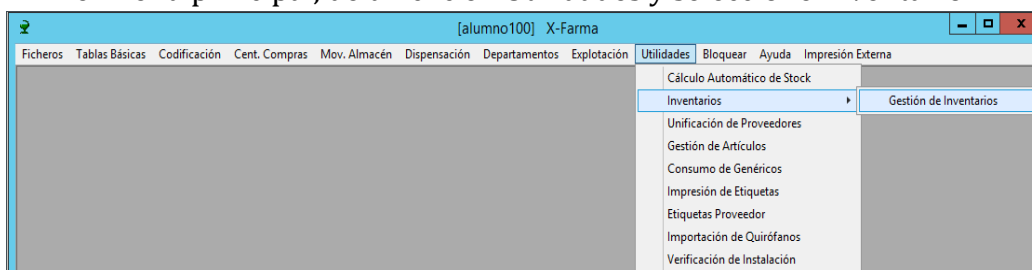 [alumno100] X-Farma
Ficheros Tablas Básicas Codificación Cent. Compras Mov. Almacén Dispensación Departamentos Explotación Utilidades Bloquear Ayuda Impresión Externa
Cálculo Automático de Stock
Inventarios Gestión de Inventarios
Unificación de Proveedores
Gestión de Artículos
Consumo de Genéricos
Impresión de Etiquetas
Etiquetas Proveedor
Importación de Quirófanos
Verificación de Instalación